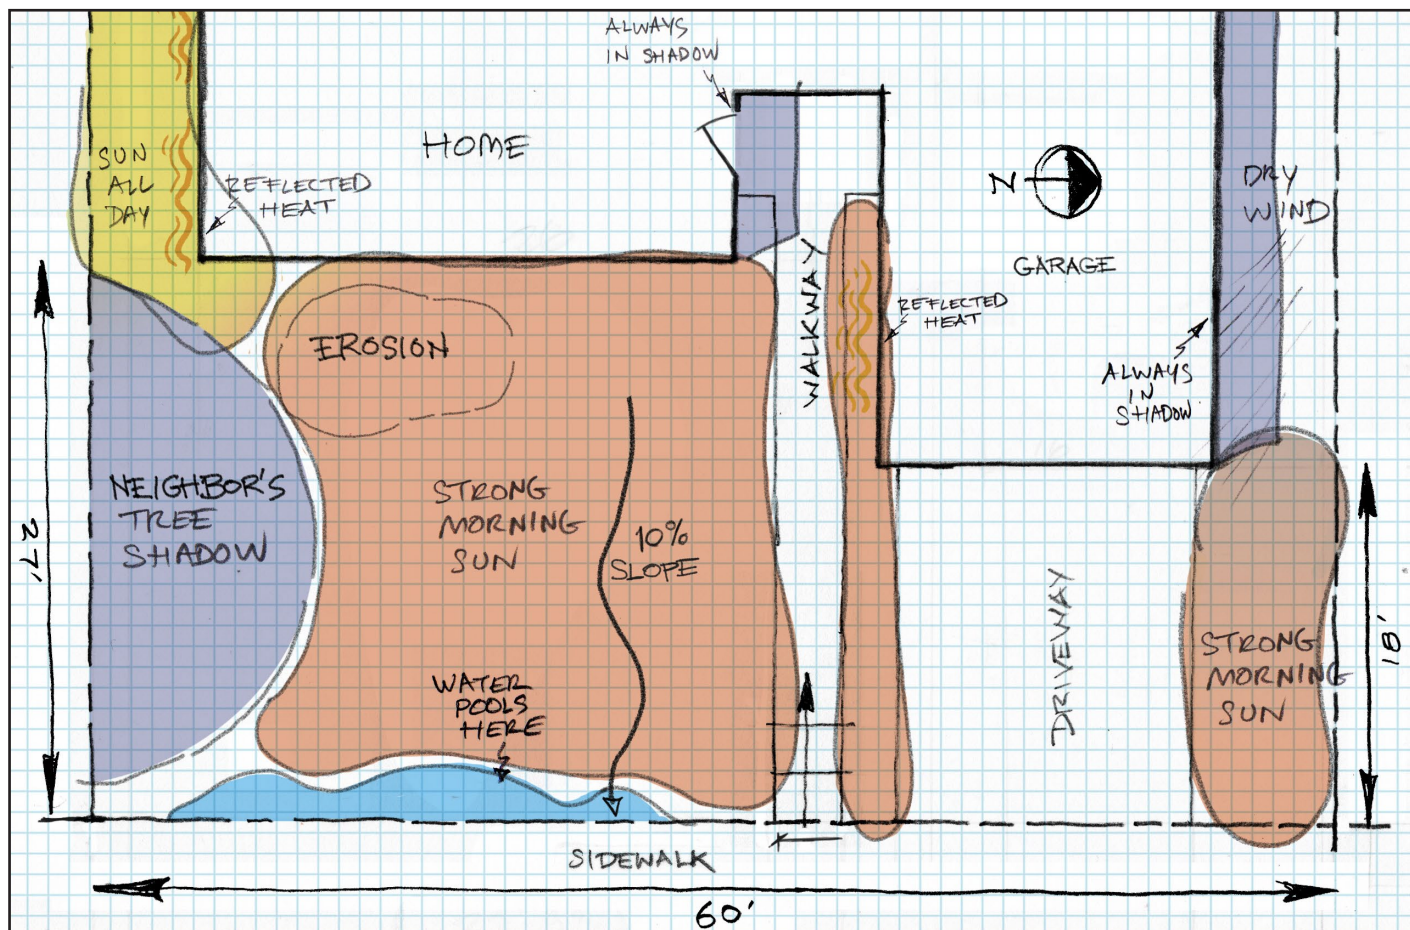 ALWAYS
IN SHADOW
HOME
SUN
ALL
DAY
REFLECTED
HEAT
N
DRY
WIND
GARAGE
WALKWAY
REFLECTED
HEAT
EROSION
ALWAYS
IN
SHADOW
NEIGHBOR'S
TREE
SHADOW
STRONG
MORNING
SUN
10%
SLOPE
27'
DRIVEWAY
18'
STRONG
MORNING
SUN
WATER
POOLS
HERE
SIDEWALK
60'